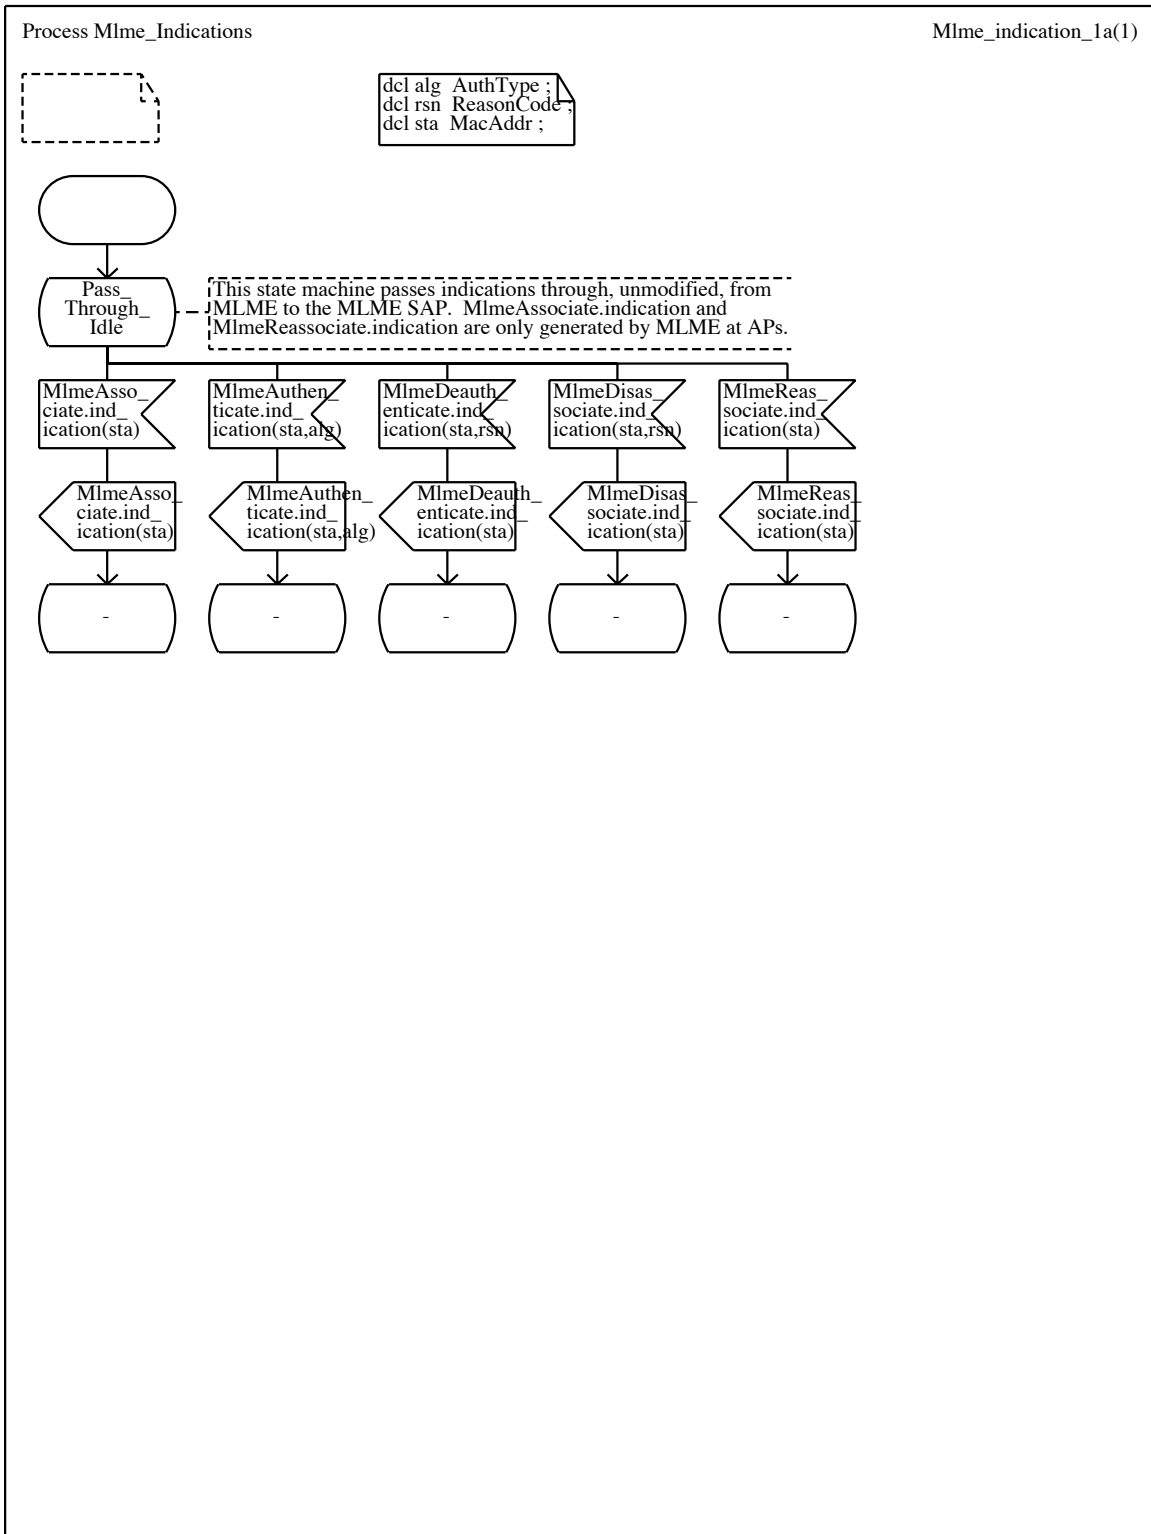 Process Mlme_Indications
Mlme_indication_1a(1)
dcl alg  AuthType ;
dcl rsn  ReasonCode ;
dcl sta  MacAddr ;
Pass_
Through_
Idle
This state machine passes indications through, unmodified, from
MLME to the MLME SAP.  MlmeAssociate.indication and
MlmeReassociate.indication are only generated by MLME at APs.
MlmeAsso_
ciate.ind_
ication(sta)
MlmeAuthen_
ticate.ind_
ication(sta,alg)
MlmeDeauth_
enticate.ind_
ication(sta,rsn)
MlmeDisas_
sociate.ind_
ication(sta,rsn)
MlmeReas_
sociate.ind_
ication(sta)
MlmeAsso_
ciate.ind_
ication(sta)
MlmeAuthen_
ticate.ind_
ication(sta,alg)
MlmeDeauth_
enticate.ind_
ication(sta)
MlmeDisas_
sociate.ind_
ication(sta)
MlmeReas_
sociate.ind_
ication(sta)
-
-
-
-
-